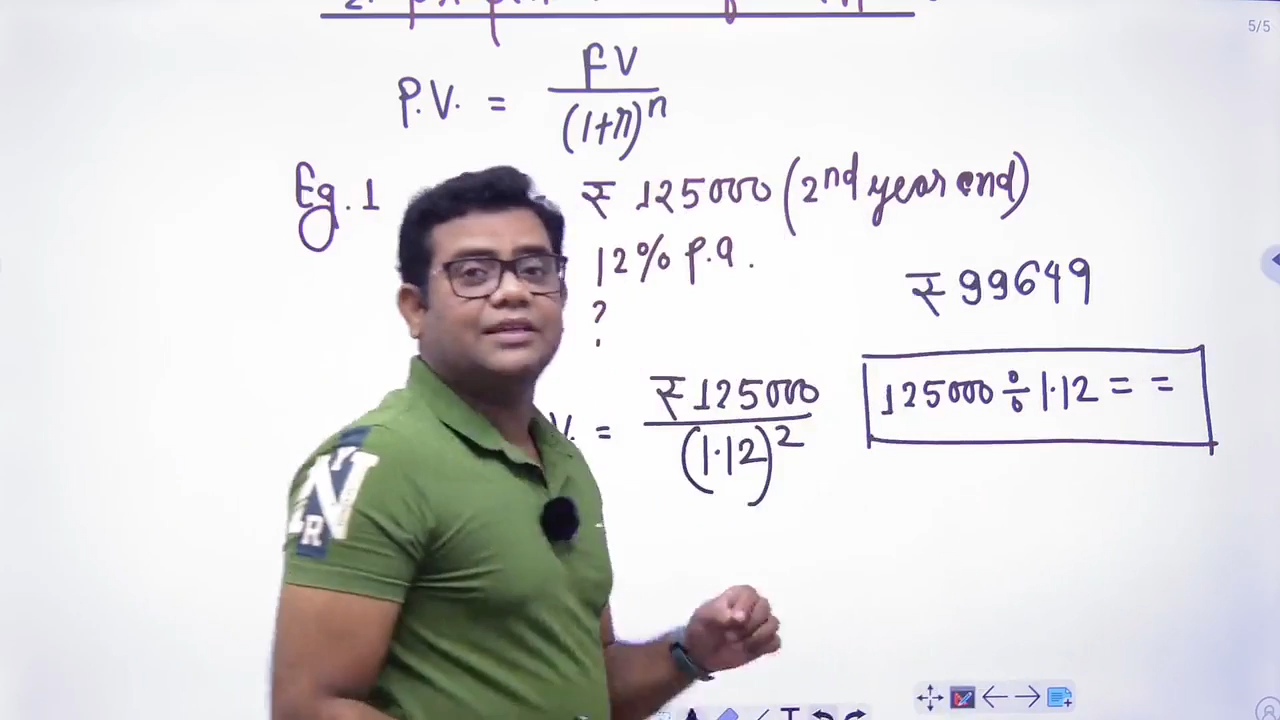 5/5
P.V. = FV
(1+r)^n
Eg. 1 ₹ 125000 (2nd year end)
12% p.a.
₹ 99649
?
V. = ₹ 125000
(1.12)^2
125000 ÷ 1.12 = =
N
R
T